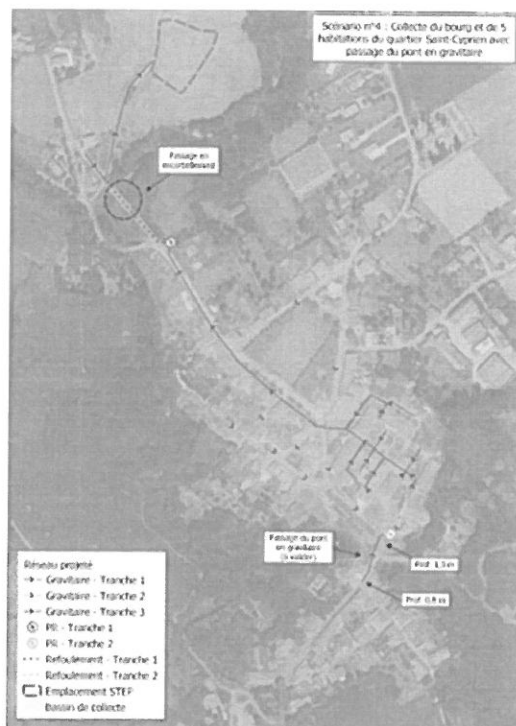 Scénario n°4 : Collecte du bourg et de 5
habitations du quartier Saint-Cyprien avec
passage du pont en gravitaire
Passage en
encorbellement
Passage du pont
en gravitaire
(à valider)
Prof. 1,3 m
Prof. 0,8 m
Réseau projeté
Gravitaire - Tranche 1
Gravitaire - Tranche 2
Gravitaire - Tranche 3
PR - Tranche 1
PR - Tranche 2
Refoulement - Tranche 1
Refoulement - Tranche 2
Emplacement STEP
Bassin de collecte